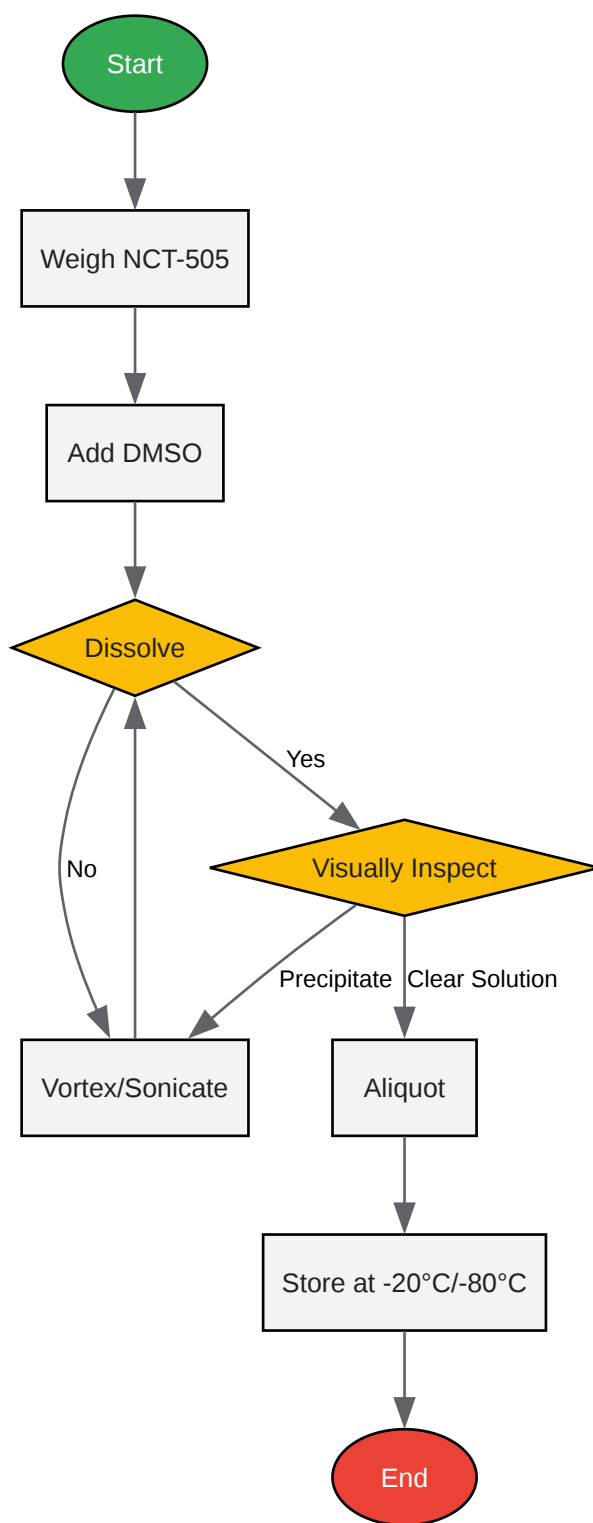 Start
Weigh NCT-505
Add DMSO
Dissolve
Yes
No
Visually Inspect
Precipitate
Clear Solution
Vortex/Sonicate
Aliquot
Store at -20°C/-80°C
End